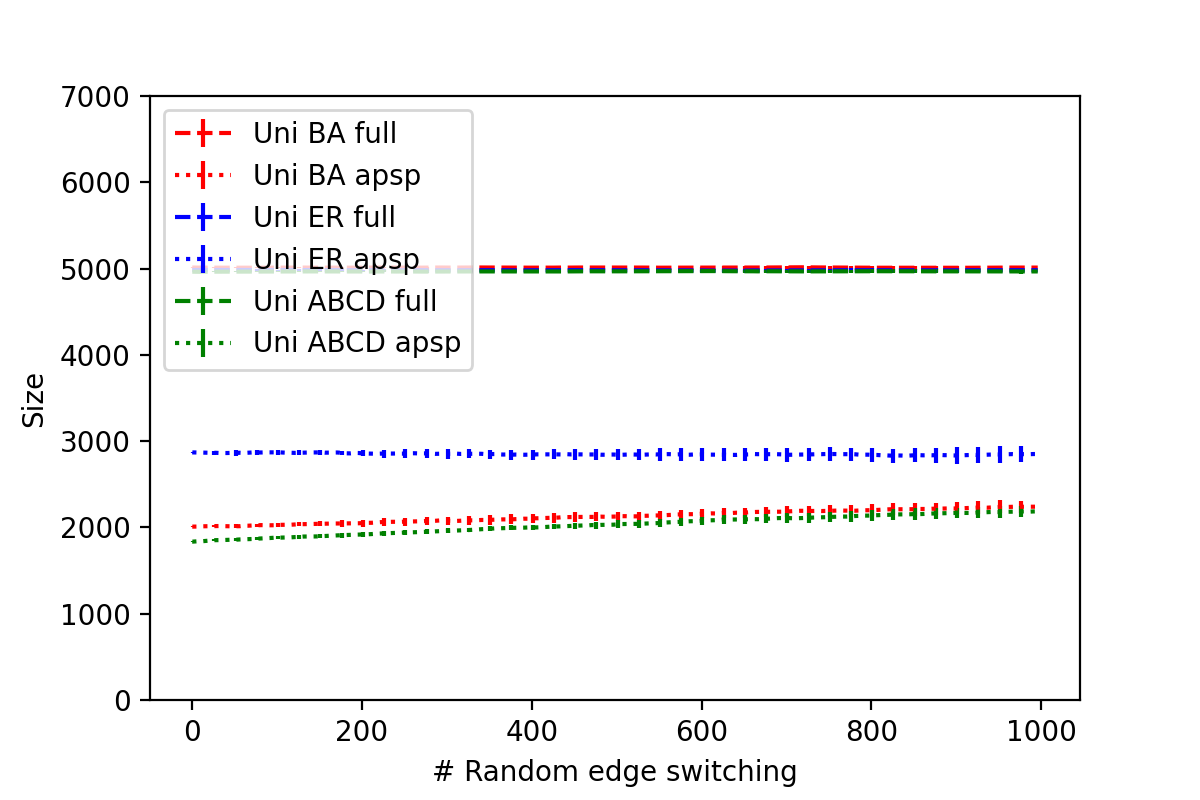 7000
6000
5000
4000
3000
2000
1000
0
Size
Uni BA full
Uni BA apsp
Uni ER full
Uni ER apsp
Uni ABCD full
Uni ABCD apsp
0 200 400 600 800 1000
# Random edge switching